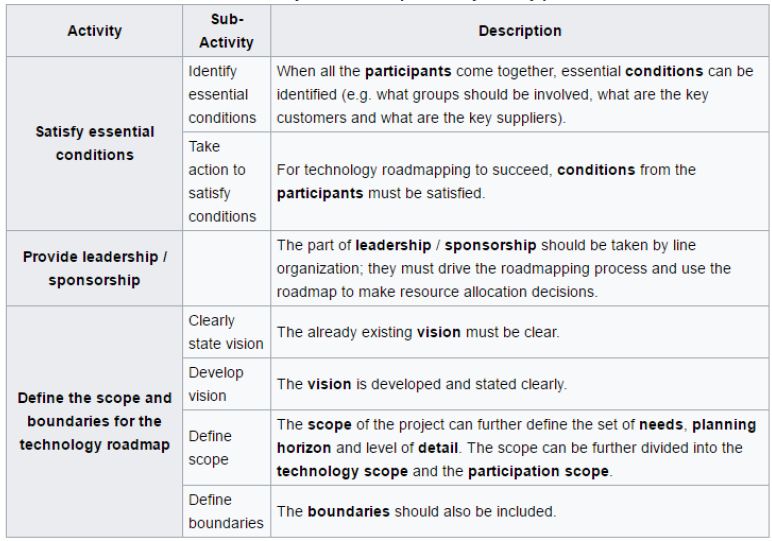 Activity
Sub-
Activity
Description
Satisfy essential
conditions
Identify
essential
conditions
When all the participants come together, essential conditions can be
identified (e.g. what groups should be involved, what are the key
customers and what are the key suppliers).
Take
action to
satisfy
conditions
For technology roadmapping to succeed, conditions from the
participants must be satisfied.
Provide leadership /
sponsorship
The part of leadership / sponsorship should be taken by line
organization; they must drive the roadmapping process and use the
roadmap to make resource allocation decisions.
Define the scope and
boundaries for the
technology roadmap
Clearly
state vision
The already existing vision must be clear.
Develop
vision
The vision is developed and stated clearly.
Define
scope
The scope of the project can further define the set of needs, planning
horizon and level of detail. The scope can be further divided into the
technology scope and the participation scope.
Define
boundaries
The boundaries should also be included.